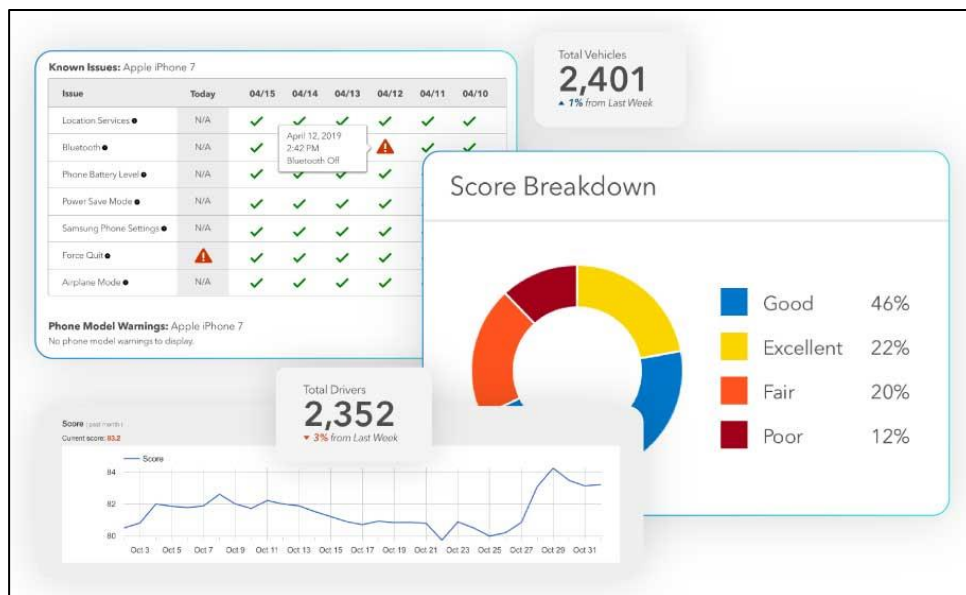 Known Issues: Apple iPhone 7
Issue Today 04/15 04/14 04/13 04/12 04/11 04/10
Location Services N/A
April 12, 2019
2:42 PM
Bluetooth Off
Bluetooth N/A
Phone Battery Level N/A
Power Save Mode N/A
Samsung Phone Settings N/A
Force Quit
Airplane Mode N/A
Phone Model Warnings: Apple iPhone 7
No phone model warnings to display.
Total Vehicles
2,401
▲ 1% from Last Week
Score Breakdown
Good 46%
Excellent 22%
Fair 20%
Poor 12%
Total Drivers
2,352
▼ 3% from Last Week
Score (past month)
Current score: 83.2
Score
84
82
80
Oct 3 Oct 5 Oct 7 Oct 9 Oct 11 Oct 13 Oct 15 Oct 17 Oct 19 Oct 21 Oct 23 Oct 25 Oct 27 Oct 29 Oct 31